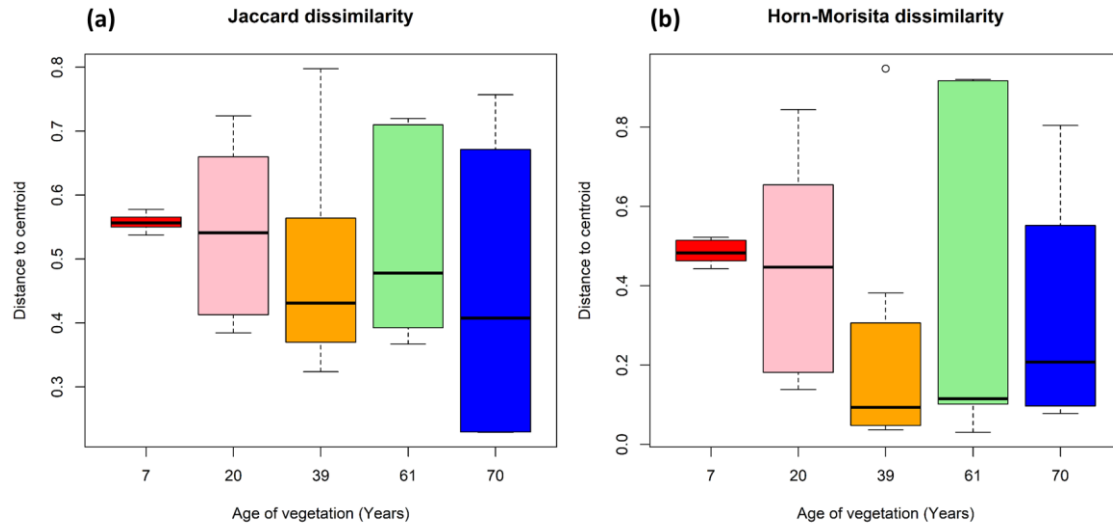 (a)
Jaccard dissimilarity
Distance to centroid
0.8
0.7
0.6
0.5
0.4
0.3
7 20 39 61 70
Age of vegetation (Years)
(b)
Horn-Morisita dissimilarity
Distance to centroid
0.8
0.6
0.4
0.2
0.0
7 20 39 61 70
Age of vegetation (Years)